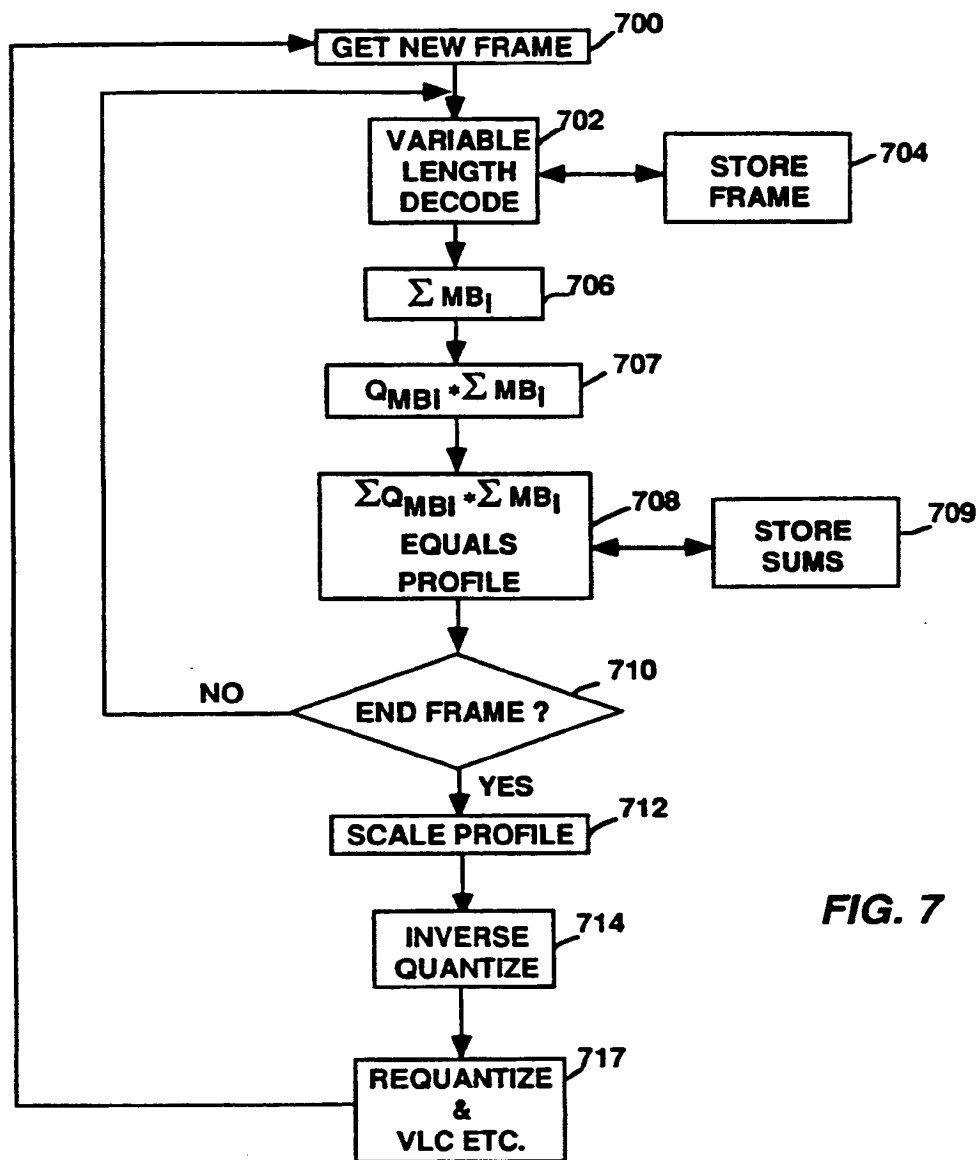 GET NEW FRAME
700
VARIABLE
LENGTH
DECODE
702
STORE
FRAME
704
Σ MBi
706
QMBi * Σ MBi
707
ΣQMBi * Σ MBi
EQUALS
PROFILE
708
STORE
SUMS
709
END FRAME ?
710
NO
YES
SCALE PROFILE
712
INVERSE
QUANTIZE
714
REQUANTIZE
&
VLC ETC.
717
FIG. 7